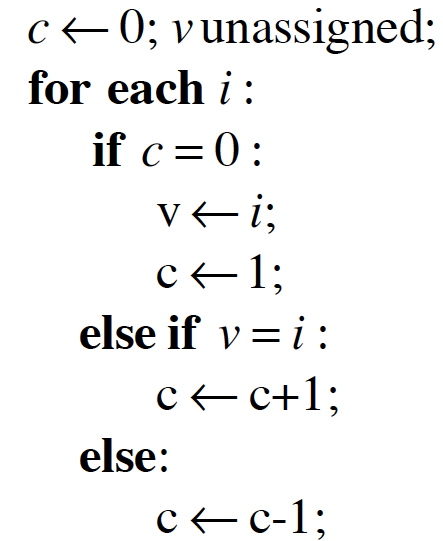 c ← 0; v unassigned;
for each i :
if c = 0 :
v ← i;
c ← 1;
else if v = i :
c ← c+1;
else:
c ← c-1;